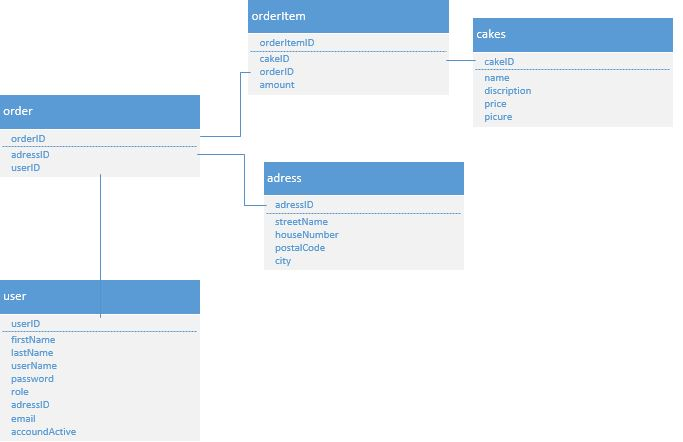 orderItem
orderItemID
cakeID
orderID
amount
cakes
cakeID
name
discription
price
picure
order
orderID
adressID
userID
adress
adressID
streetName
houseNumber
postalCode
city
user
userID
firstName
lastName
userName
password
role
adressID
email
accoundActive